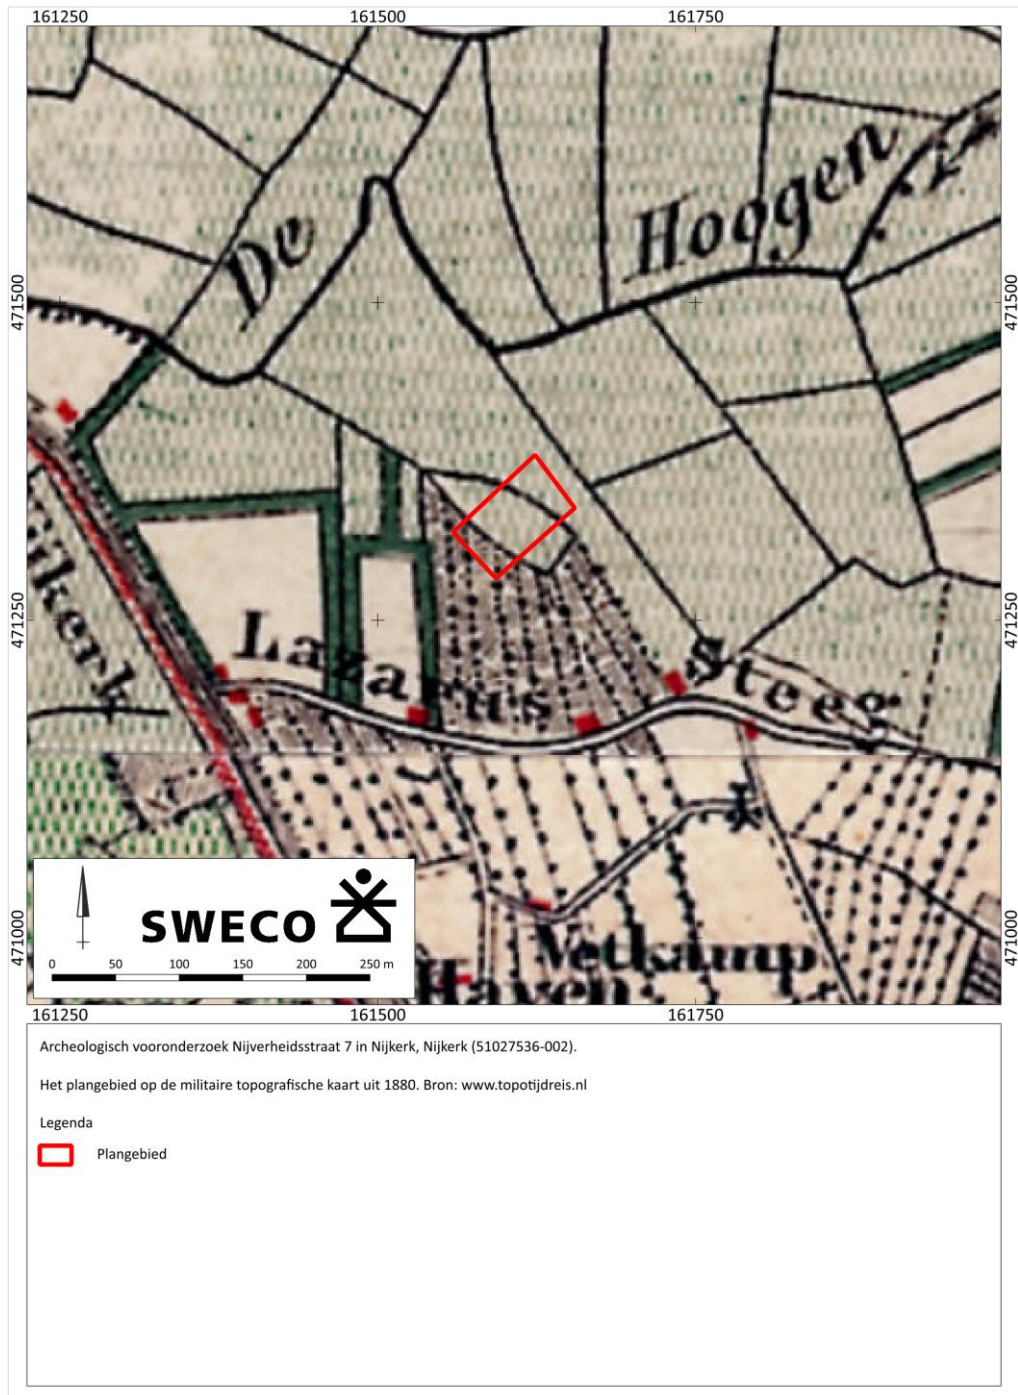 161250 161500 161750
De
Hoogen
471500 471500
Lazarus Steeg
471250 471250
Vetkamp
Haven
471000 471000
SWECO
0 50 100 150 200 250 m
161250 161500 161750
Archeologisch vooronderzoek Nijverheidsstraat 7 in Nijkerk, Nijkerk (51027536-002).
Het plangebied op de militaire topografische kaart uit 1880. Bron: www.topotijdreis.nl
Legenda
Plangebied